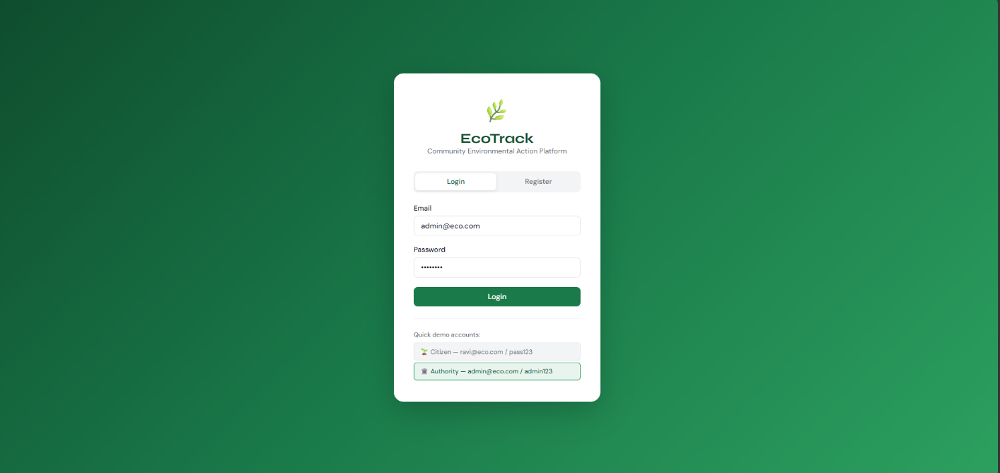 EcoTrack
Community Environmental Action Platform
Login Register
Email
admin@eco.com
Password
••••••••
Login
Quick demo accounts:
Citizen — ravi@eco.com / pass123
Authority — admin@eco.com / admin123